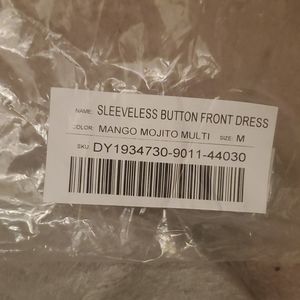 NAME: SLEEVELESS BUTTON FRONT DRESS
COLOR: MANGO MOJITO MULTI SIZE: M
SKU: DY1934730-9011-44030